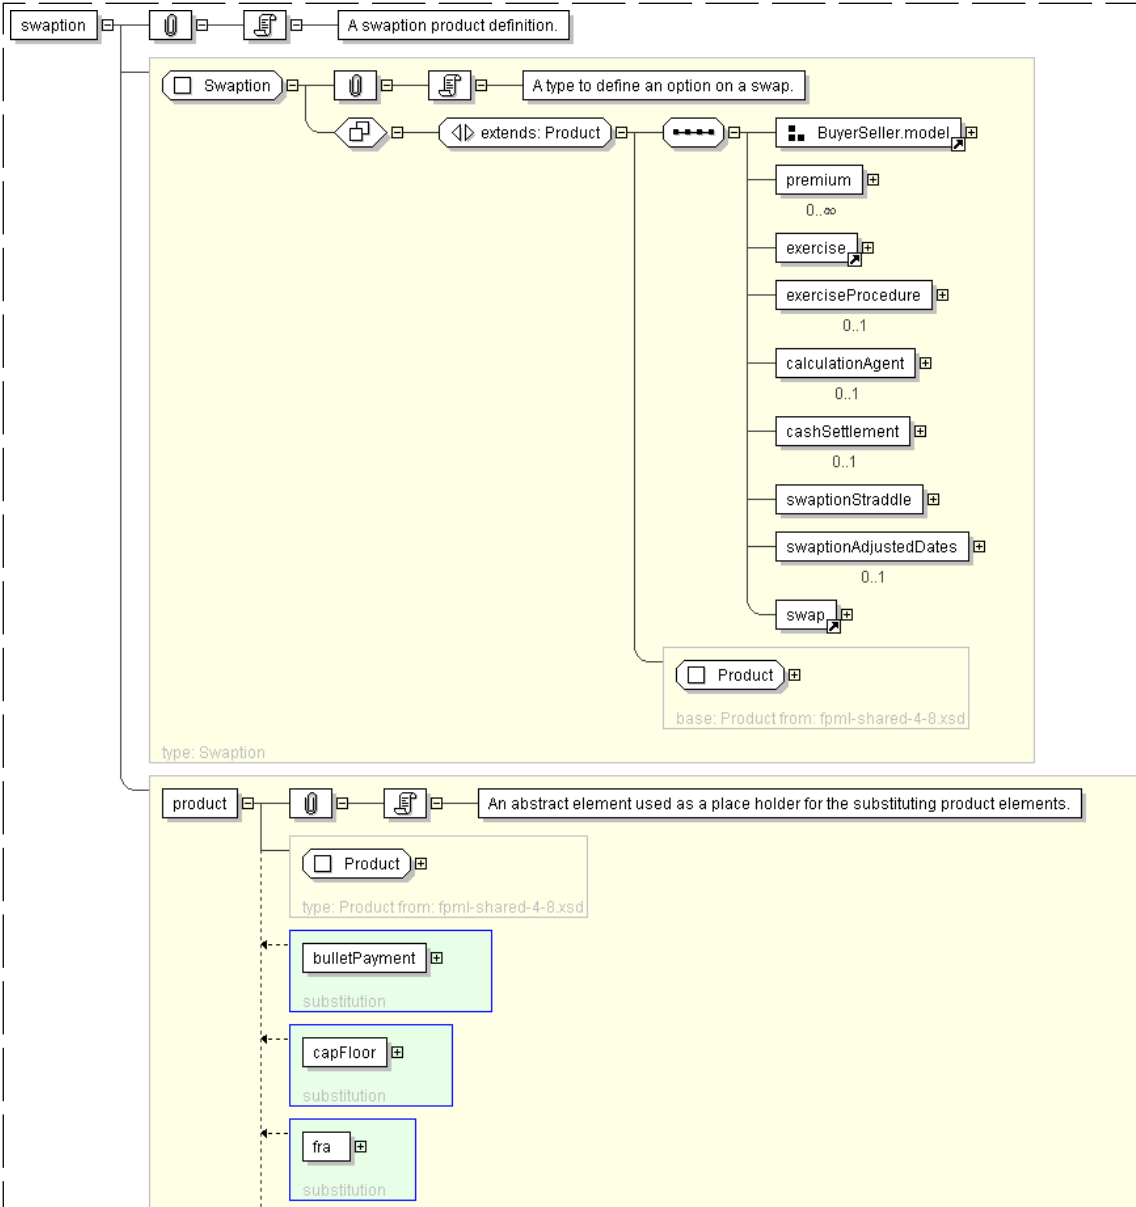 swaption
A swaption product definition.
Swaption
A type to define an option on a swap.
extends: Product
BuyerSeller.model
premium
0..∞
exercise
exerciseProcedure
0..1
calculationAgent
0..1
cashSettlement
0..1
swaptionStraddle
swaptionAdjustedDates
0..1
swap
Product
base: Product from: fpml-shared-4-8.xsd
type: Swaption
product
An abstract element used as a place holder for the substituting product elements.
Product
type: Product from: fpml-shared-4-8.xsd
bulletPayment
substitution
capFloor
substitution
fra
substitution